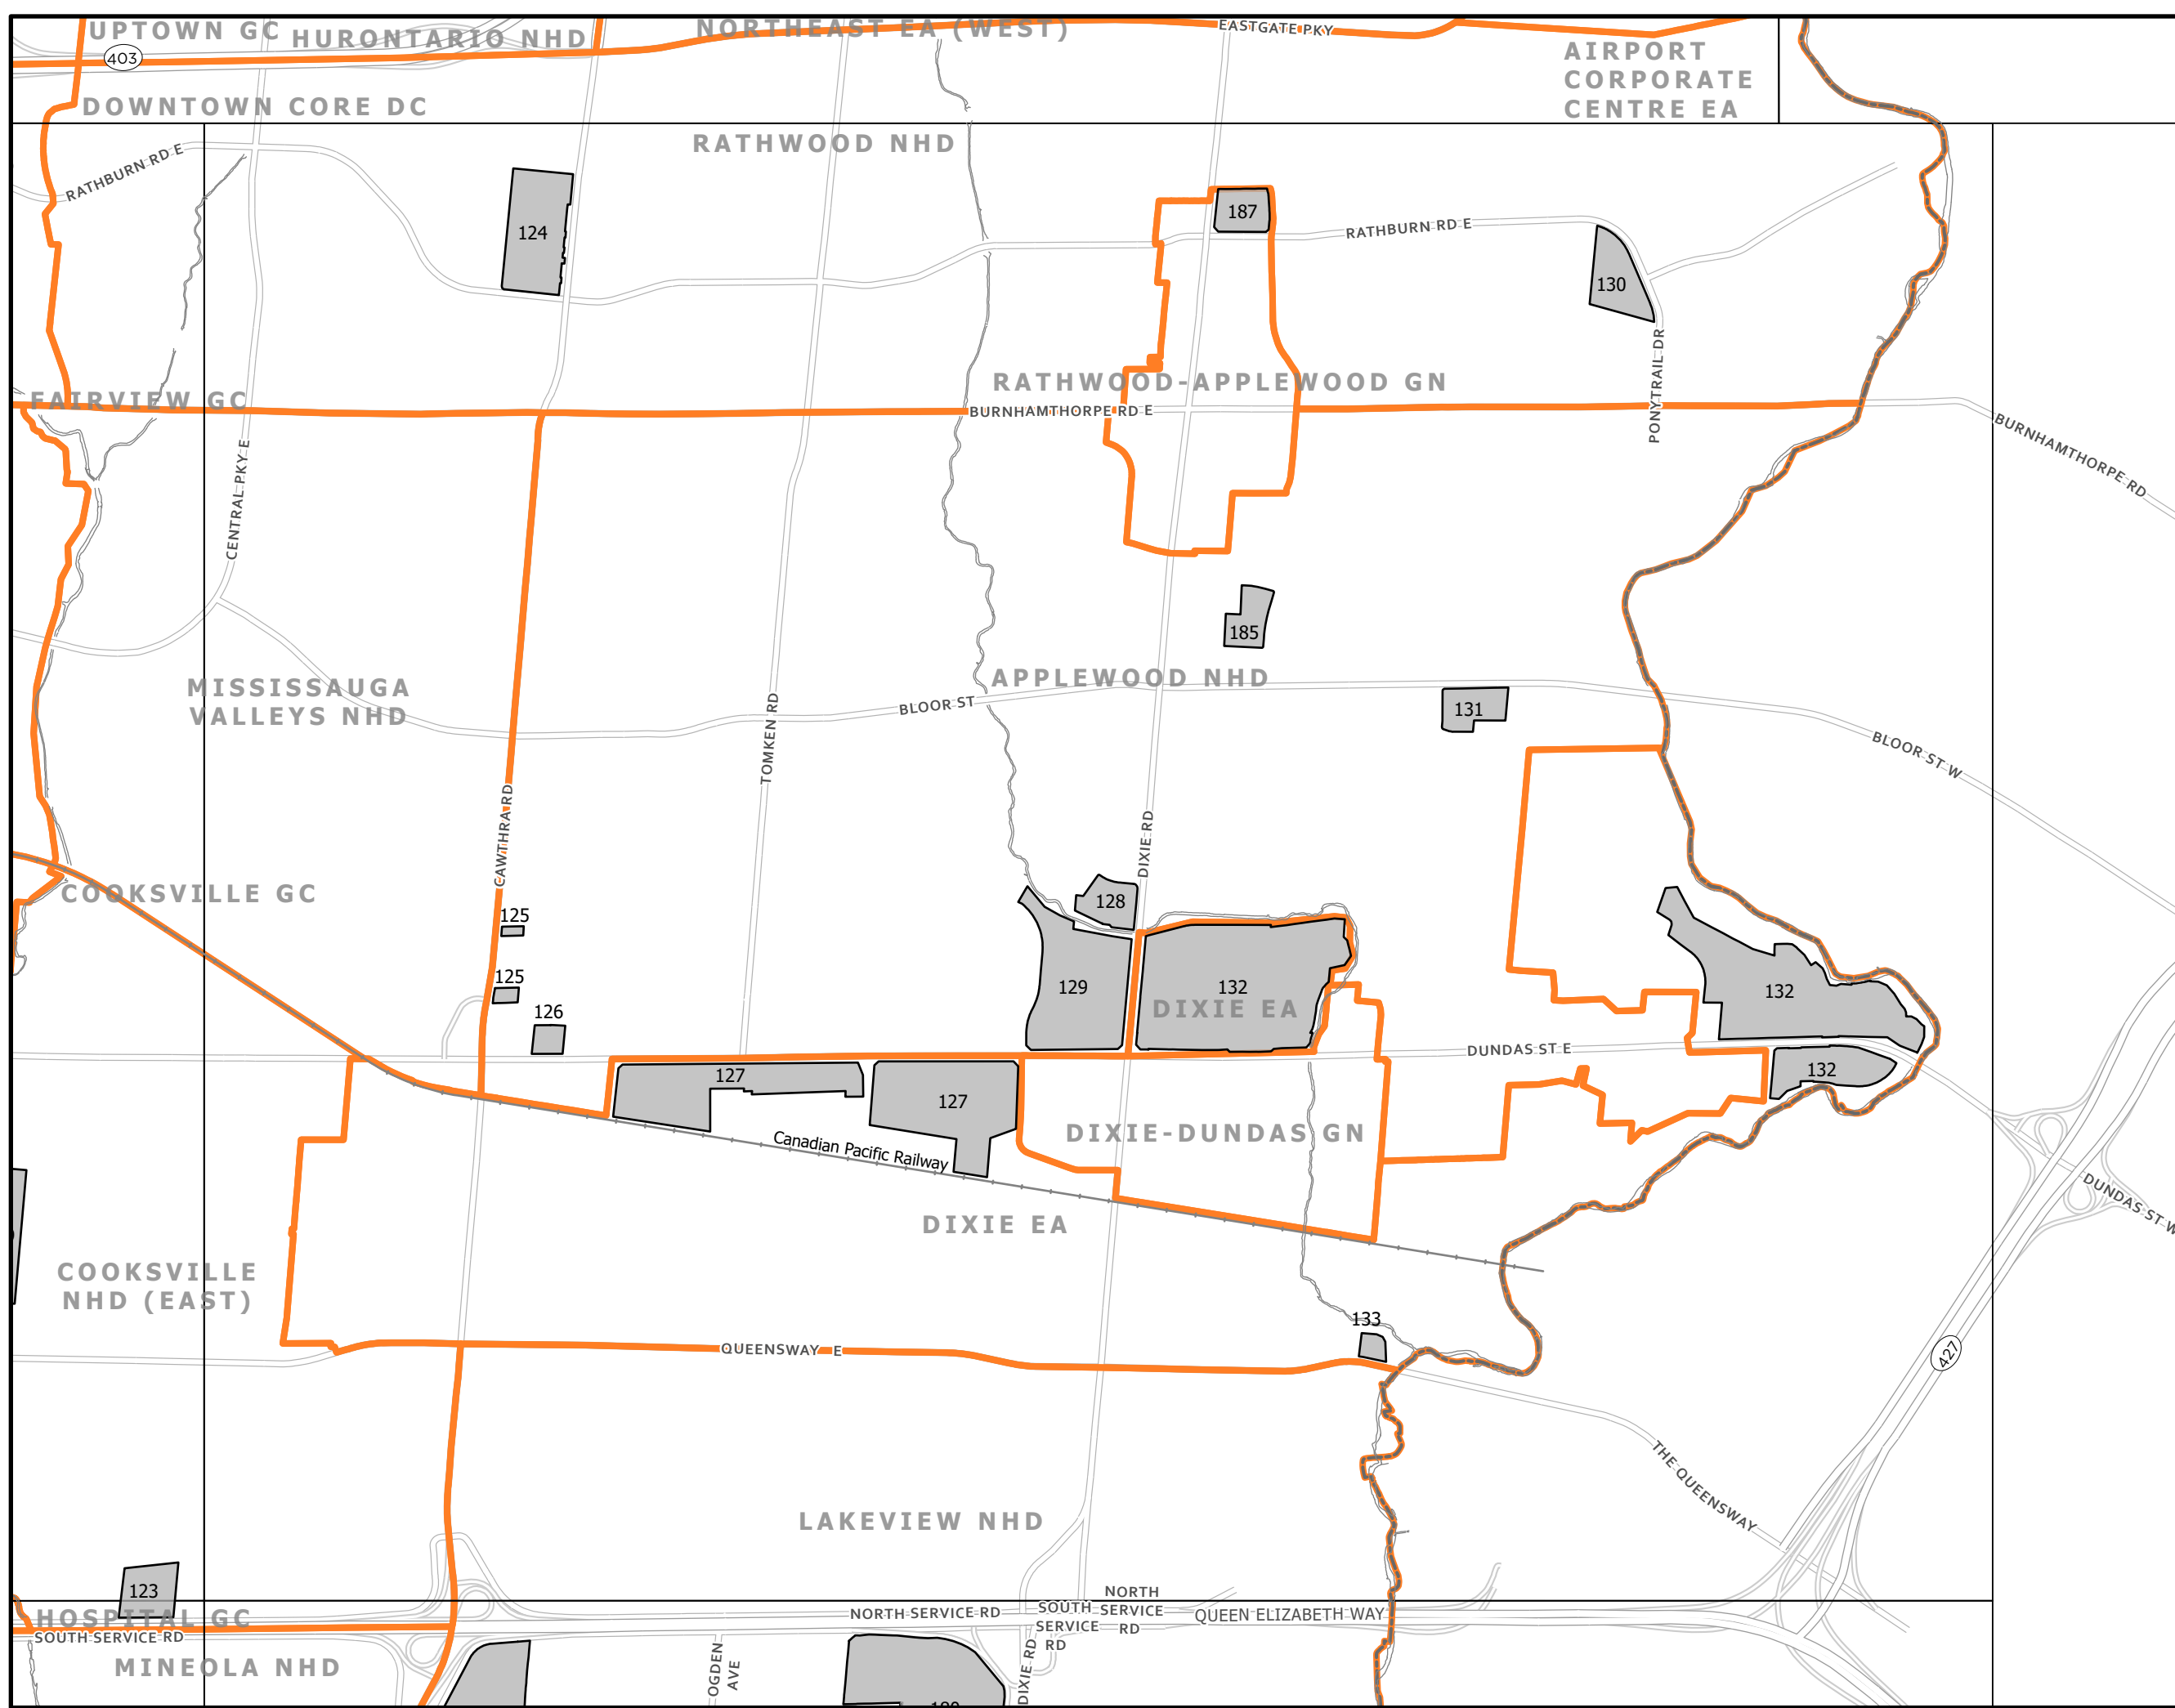 UPTOWN GC
HURONTARIO NHD
NORTHEAST EA (WEST)
EASTGATE PKY
403
AIRPORT
CORPORATE
CENTRE EA
DOWNTOWN CORE DC
RATHWOOD NHD
RATHBURN RD E
124
187
RATHBURN RD E
130
PONYTRAIL DR
FAIRVIEW GC
RATHWOOD-APPLEWOOD GN
BURNHAMTHORPE RD E
BURNHAMTHORPE RD
CENTRAL PKY E
185
APPLEWOOD NHD
MISSISSAUGA
VALLEYS NHD
BLOOR ST
TOMKEN RD
131
BLOOR ST W
CAWTHRA RD
DIXIE RD
COOKSVILLE GC
125
128
125
126
129
132
DIXIE EA
132
DUNDAS ST E
127
127
132
DIXIE-DUNDAS GN
Canadian Pacific Railway
DUNDAS ST W
DIXIE EA
COOKSVILLE
NHD (EAST)
133
QUEENSWAY E
427
THE QUEENSWAY
LAKEVIEW NHD
123
HOSPITAL GC
SOUTH SERVICE RD
NORTH SERVICE RD
NORTH
SERVICE
RD
SOUTH
SERVICE
RD
QUEEN ELIZABETH WAY
MINEOLA NHD
OGDEN
AVE
DIXIE RD